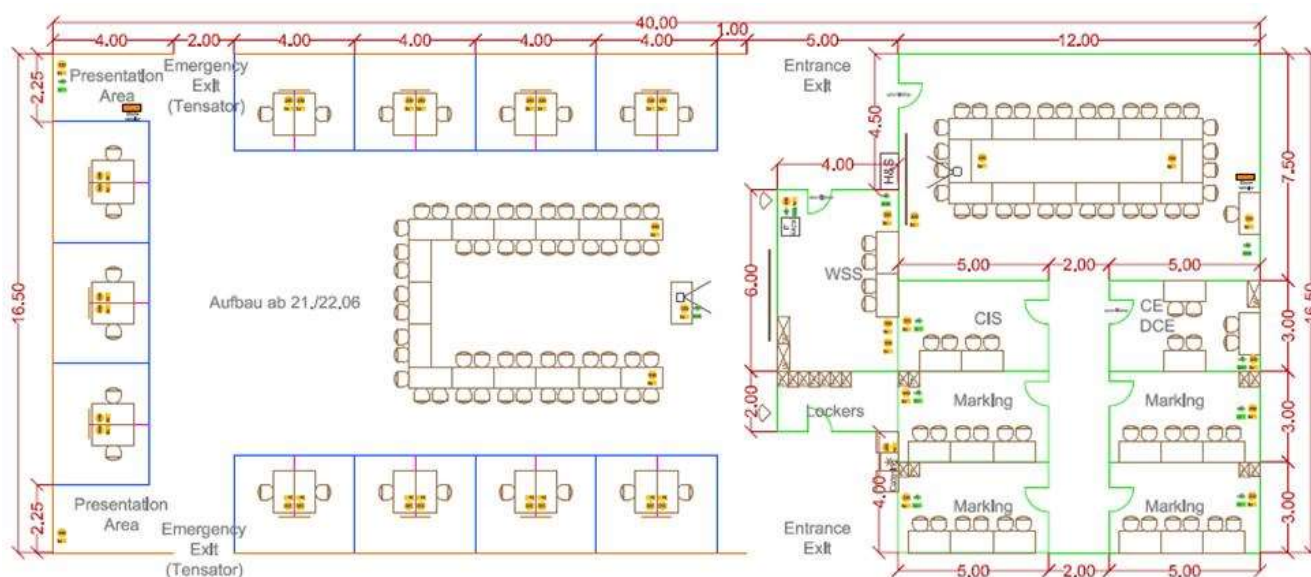 40.00
4.00
2.00
4.00
4.00
4.00
4.00
1.00
5.00
12.00
2.25
Presentation
Area
Emergency
Exit
(Tensator)
Entrance
Exit
4.50
4.00
H&S
7.50
16.50
Aufbau ab 21./22.06
6.00
WSS
5.00
2.00
5.00
CIS
CE
DCE
3.00
16.50
2.00
Lockers
Marking
Marking
3.00
4.00
Marking
Marking
3.00
2.25
Presentation
Area
Emergency
Exit
(Tensator)
Entrance
Exit
5.00
2.00
5.00